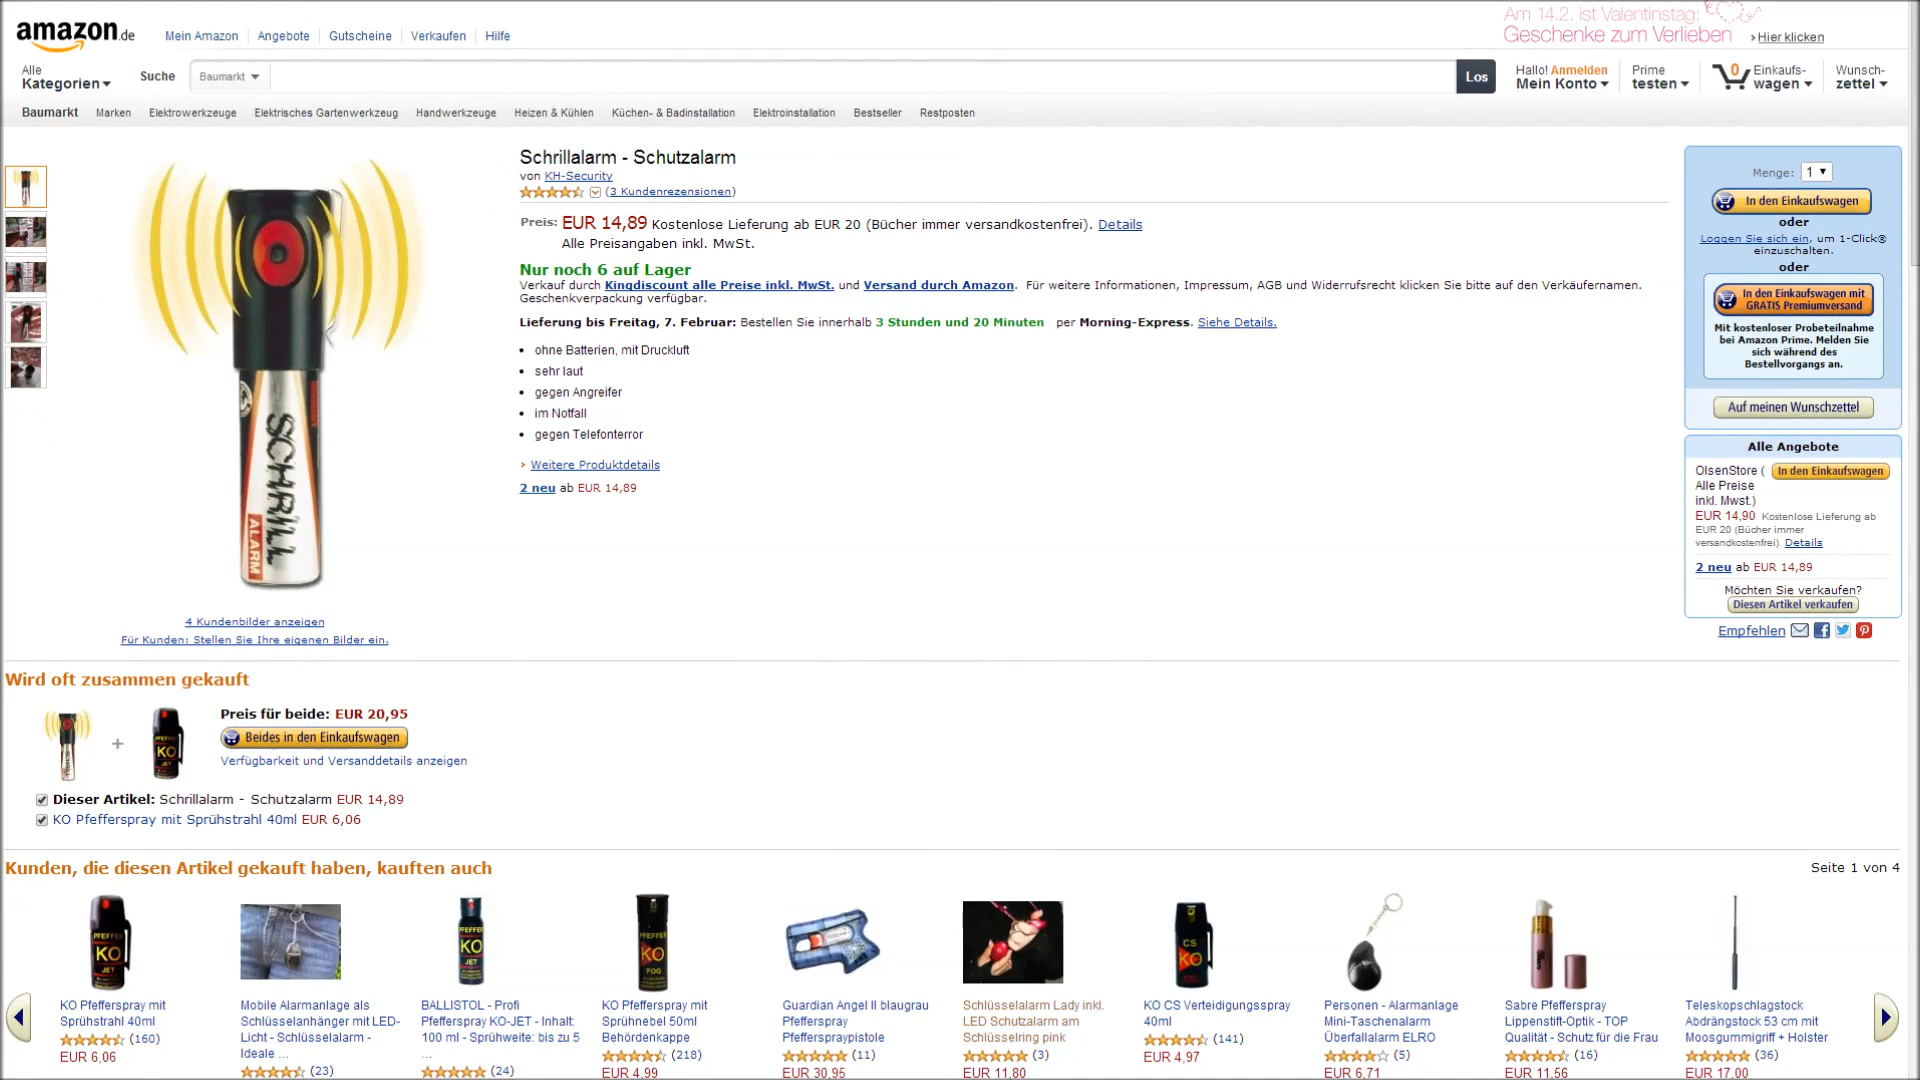 amazon.de
Mein Amazon Angebote Gutscheine Verkaufen Hilfe
Am 14.2. ist Valentinstag:
Geschenke zum Verlieben › Hier klicken
Alle
Kategorien
Suche
Baumarkt
Los
Hallo! Anmelden
Mein Konto
Prime
testen
0
Einkaufs-
wagen
Wunsch-
zettel
Baumarkt Marken Elektrowerkzeuge Elektrisches Gartenwerkzeug Handwerkzeuge Heizen & Kühlen Küchen- & Badinstallation Elektroinstallation Bestseller Restposten
SCHRILL
ALARM
4 Kundenbilder anzeigen
Für Kunden: Stellen Sie Ihre eigenen Bilder ein.
Schrillalarm - Schutzalarm
von KH-Security
(3 Kundenrezensionen)
Preis: EUR 14,89 Kostenlose Lieferung ab EUR 20 (Bücher immer versandkostenfrei). Details
Alle Preisangaben inkl. MwSt.
Nur noch 6 auf Lager
Verkauf durch Kingdiscount alle Preise inkl. MwSt. und Versand durch Amazon. Für weitere Informationen, Impressum, AGB und Widerrufsrecht klicken Sie bitte auf den Verkäufernamen.
Geschenkverpackung verfügbar.
Lieferung bis Freitag, 7. Februar: Bestellen Sie innerhalb 3 Stunden und 20 Minuten per Morning-Express. Siehe Details.
• ohne Batterien, mit Druckluft
• sehr laut
• gegen Angreifer
• im Notfall
• gegen Telefonterror
› Weitere Produktdetails
2 neu ab EUR 14,89
Menge: 1
In den Einkaufswagen
oder
Loggen Sie sich ein, um 1-Click®
einzuschalten.
oder
In den Einkaufswagen mit
GRATIS Premiumversand
Mit kostenloser Probeteilnahme
bei Amazon Prime. Melden Sie
sich während des
Bestellvorgangs an.
Auf meinen Wunschzettel
Alle Angebote
OlsenStore ( In den Einkaufswagen
Alle Preise
inkl. Mwst.)
EUR 14,90 Kostenlose Lieferung ab
EUR 20 (Bücher immer
versandkostenfrei). Details
2 neu ab EUR 14,89
Möchten Sie verkaufen?
Diesen Artikel verkaufen
Empfehlen
Wird oft zusammen gekauft
+
KO
Preis für beide: EUR 20,95
Beides in den Einkaufswagen
Verfügbarkeit und Versanddetails anzeigen
Dieser Artikel: Schrillalarm - Schutzalarm EUR 14,89
KO Pfefferspray mit Sprühstrahl 40ml EUR 6,06
Kunden, die diesen Artikel gekauft haben, kauften auch
Seite 1 von 4
PFEFFER
KO
JET
KO Pfefferspray mit
Sprühstrahl 40ml
(160)
EUR 6,06
Mobile Alarmanlage als
Schlüsselanhänger mit LED-
Licht - Schlüsselalarm -
Ideale ...
(23)
PFEFFER
KO
JET
BALLISTOL - Profi
Pfefferspray KO-JET - Inhalt:
100 ml - Sprühweite: bis zu 5
...
(24)
PFEFFER
KO
FOG
KO Pfefferspray mit
Sprühnebel 50ml
Behördenkappe
(218)
EUR 4,99
Guardian Angel II blaugrau
Pfefferspray
Pfefferspraypistole
(11)
EUR 30,95
Schlüsselalarm Lady inkl.
LED Schutzalarm am
Schlüsselring pink
(3)
EUR 11,80
CS
KO
KO CS Verteidigungsspray
40ml
(141)
EUR 4,97
Personen - Alarmanlage
Mini-Taschenalarm
Überfallalarm ELRO
(5)
EUR 6,71
Sabre Pfefferspray
Lippenstift-Optik - TOP
Qualität - Schutz für die Frau
(16)
EUR 11,56
Teleskopschlagstock
Abdrängstock 53 cm mit
Moosgummigriff + Holster
(36)
EUR 17,00